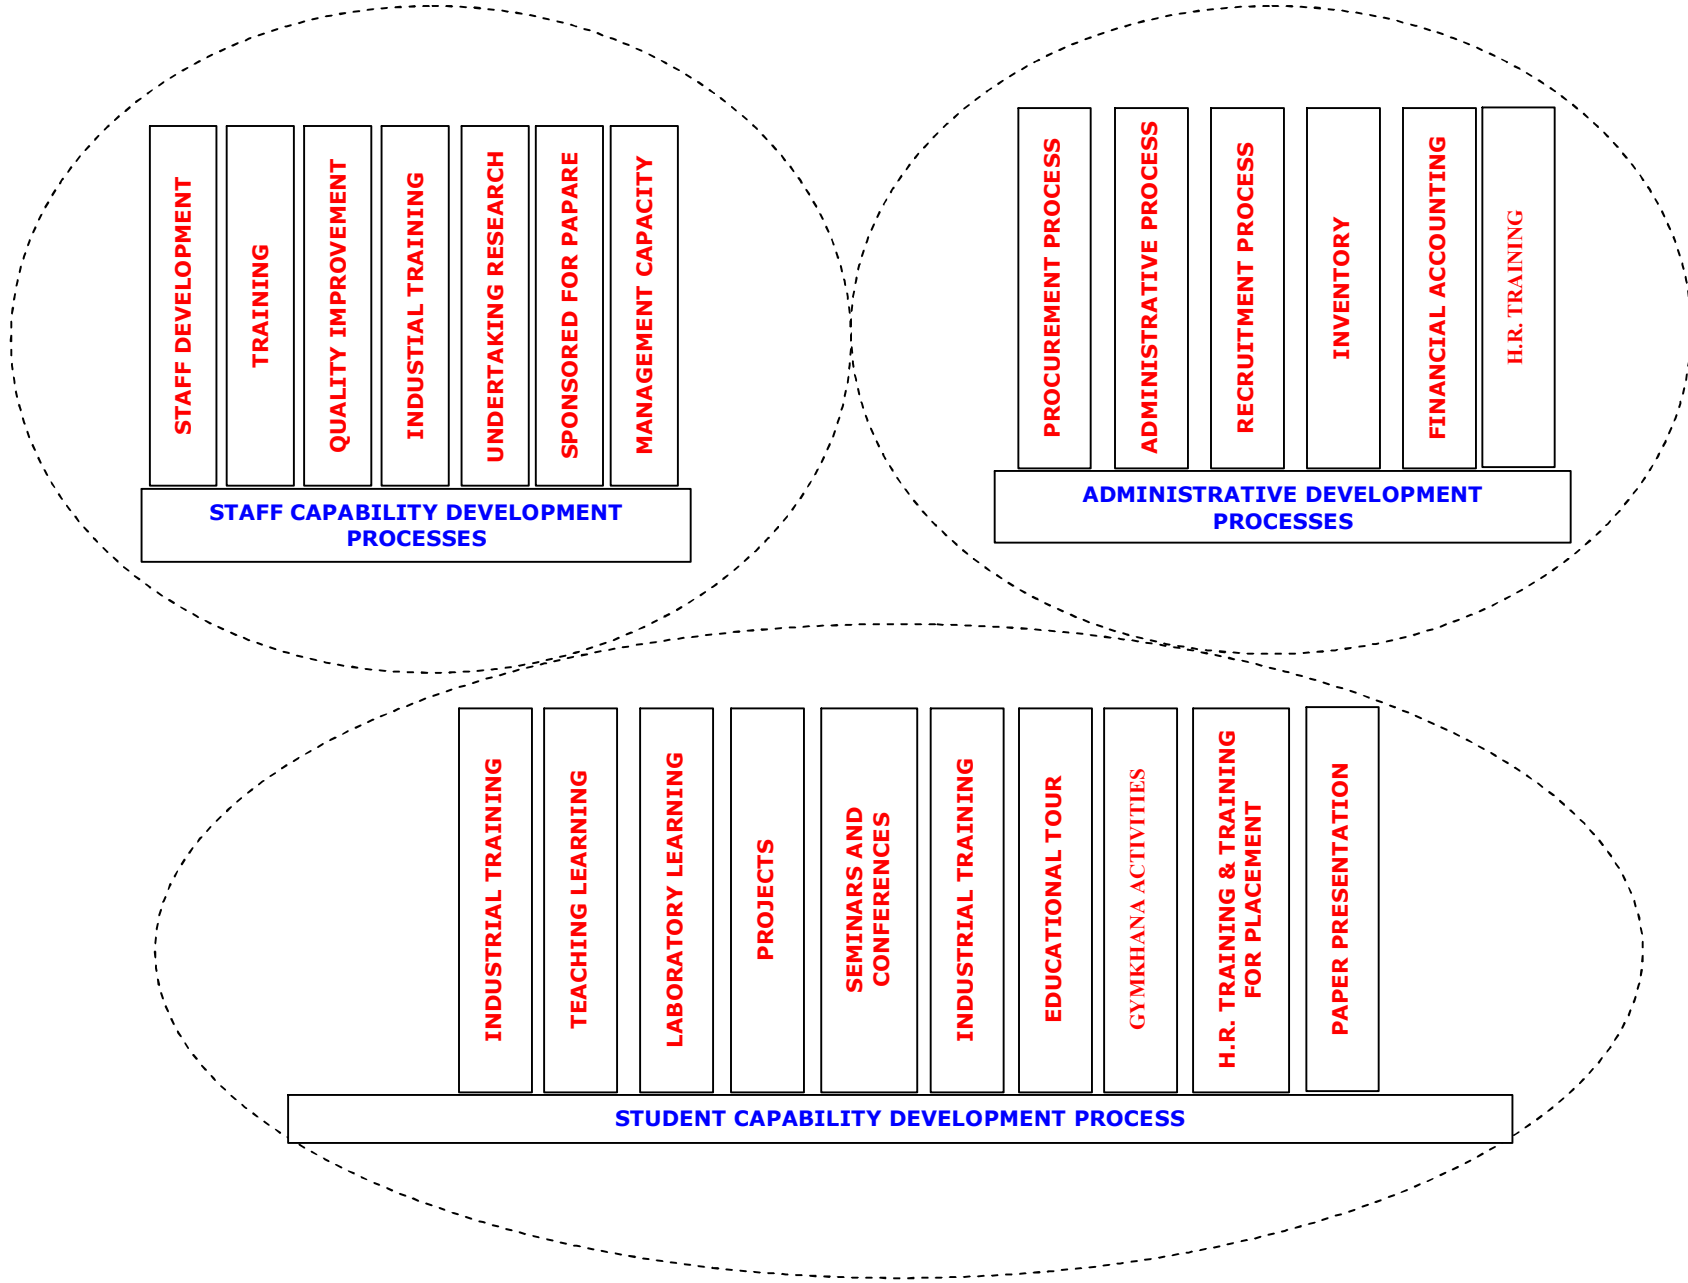 STAFF DEVELOPMENT
TRAINING
QUALITY IMPROVEMENT
INDUSTIAL TRAINING
UNDERTAKING RESEARCH
SPONSORED FOR PAPARE
MANAGEMENT CAPACITY
STAFF CAPABILITY DEVELOPMENT
PROCESSES
PROCUREMENT PROCESS
ADMINISTRATIVE PROCESS
RECRUITMENT PROCESS
INVENTORY
FINANCIAL ACCOUNTING
H.R. TRAINING
ADMINISTRATIVE DEVELOPMENT
PROCESSES
INDUSTRIAL TRAINING
TEACHING LEARNING
LABORATORY LEARNING
PROJECTS
SEMINARS AND
CONFERENCES
INDUSTRIAL TRAINING
EDUCATIONAL TOUR
GYMKHANA ACTIVITIES
H.R. TRAINING & TRAINING
FOR PLACEMENT
PAPER PRESENTATION
STUDENT CAPABILITY DEVELOPMENT PROCESS